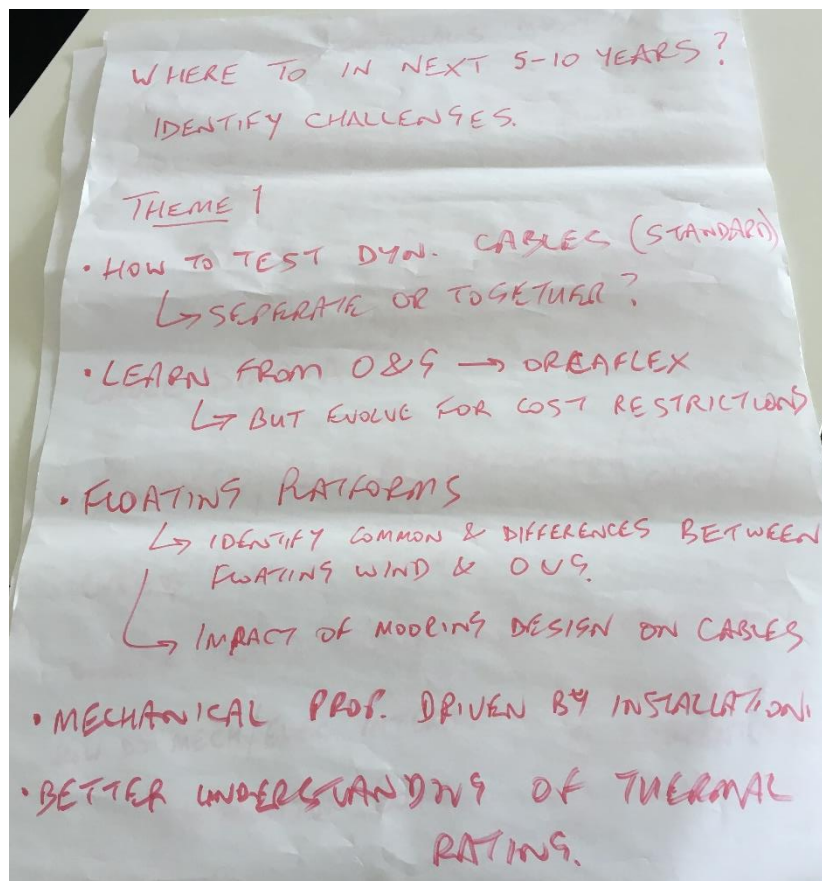 WHERE TO IN NEXT 5-10 YEARS?
IDENTIFY CHALLENGES.
THEME 1
• HOW TO TEST DYN. CABLES (STANDARD)
↳ SEPERATE OR TOGETHER?
• LEARN FROM O&G → ORCAFLEX
↳ BUT EVOLVE FOR COST RESTRICTIONS
• FLOATING PLATFORMS
↳ IDENTIFY COMMON & DIFFERENCES BETWEEN
FLOATING WIND & O&G.
↳ IMPACT OF MOORING DESIGN ON CABLES
• MECHANICAL PROP. DRIVEN BY INSTALLATION.
• BETTER UNDERSTANDING OF THERMAL
RATING.